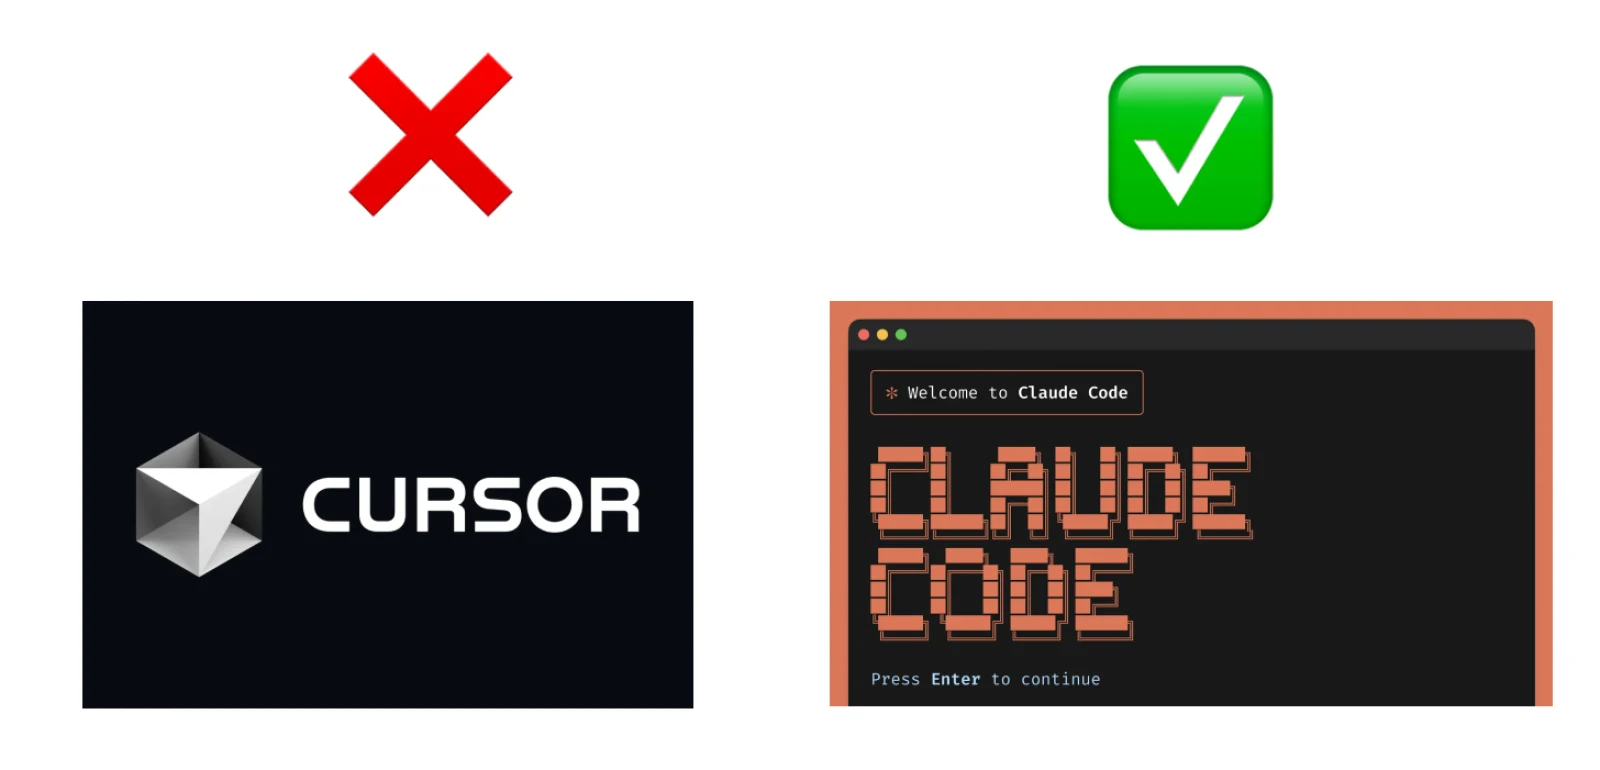 CURSOR
Welcome to Claude Code
CLAUDE
CODE
Press Enter to continue